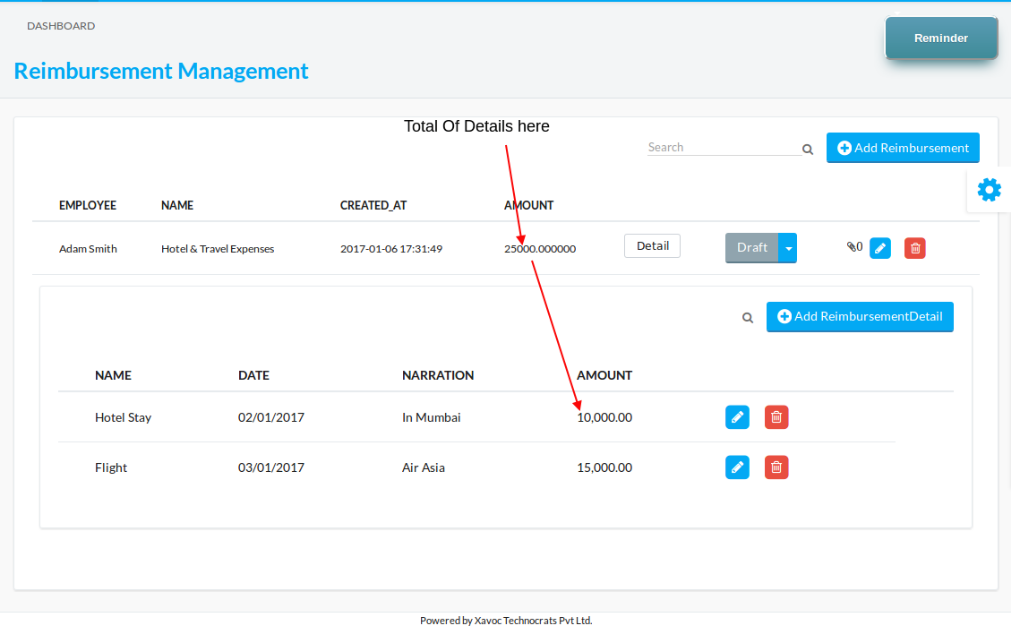 DASHBOARD
Reminder
Reimbursement Management
Total Of Details here
Search
Add Reimbursement
EMPLOYEE NAME CREATED_AT AMOUNT
Adam Smith Hotel & Travel Expenses 2017-01-06 17:31:49 25000.000000 Detail Draft 0
Add ReimbursementDetail
NAME DATE NARRATION AMOUNT
Hotel Stay 02/01/2017 In Mumbai 10,000.00
Flight 03/01/2017 Air Asia 15,000.00
Powered by Xavoc Technocrats Pvt Ltd.